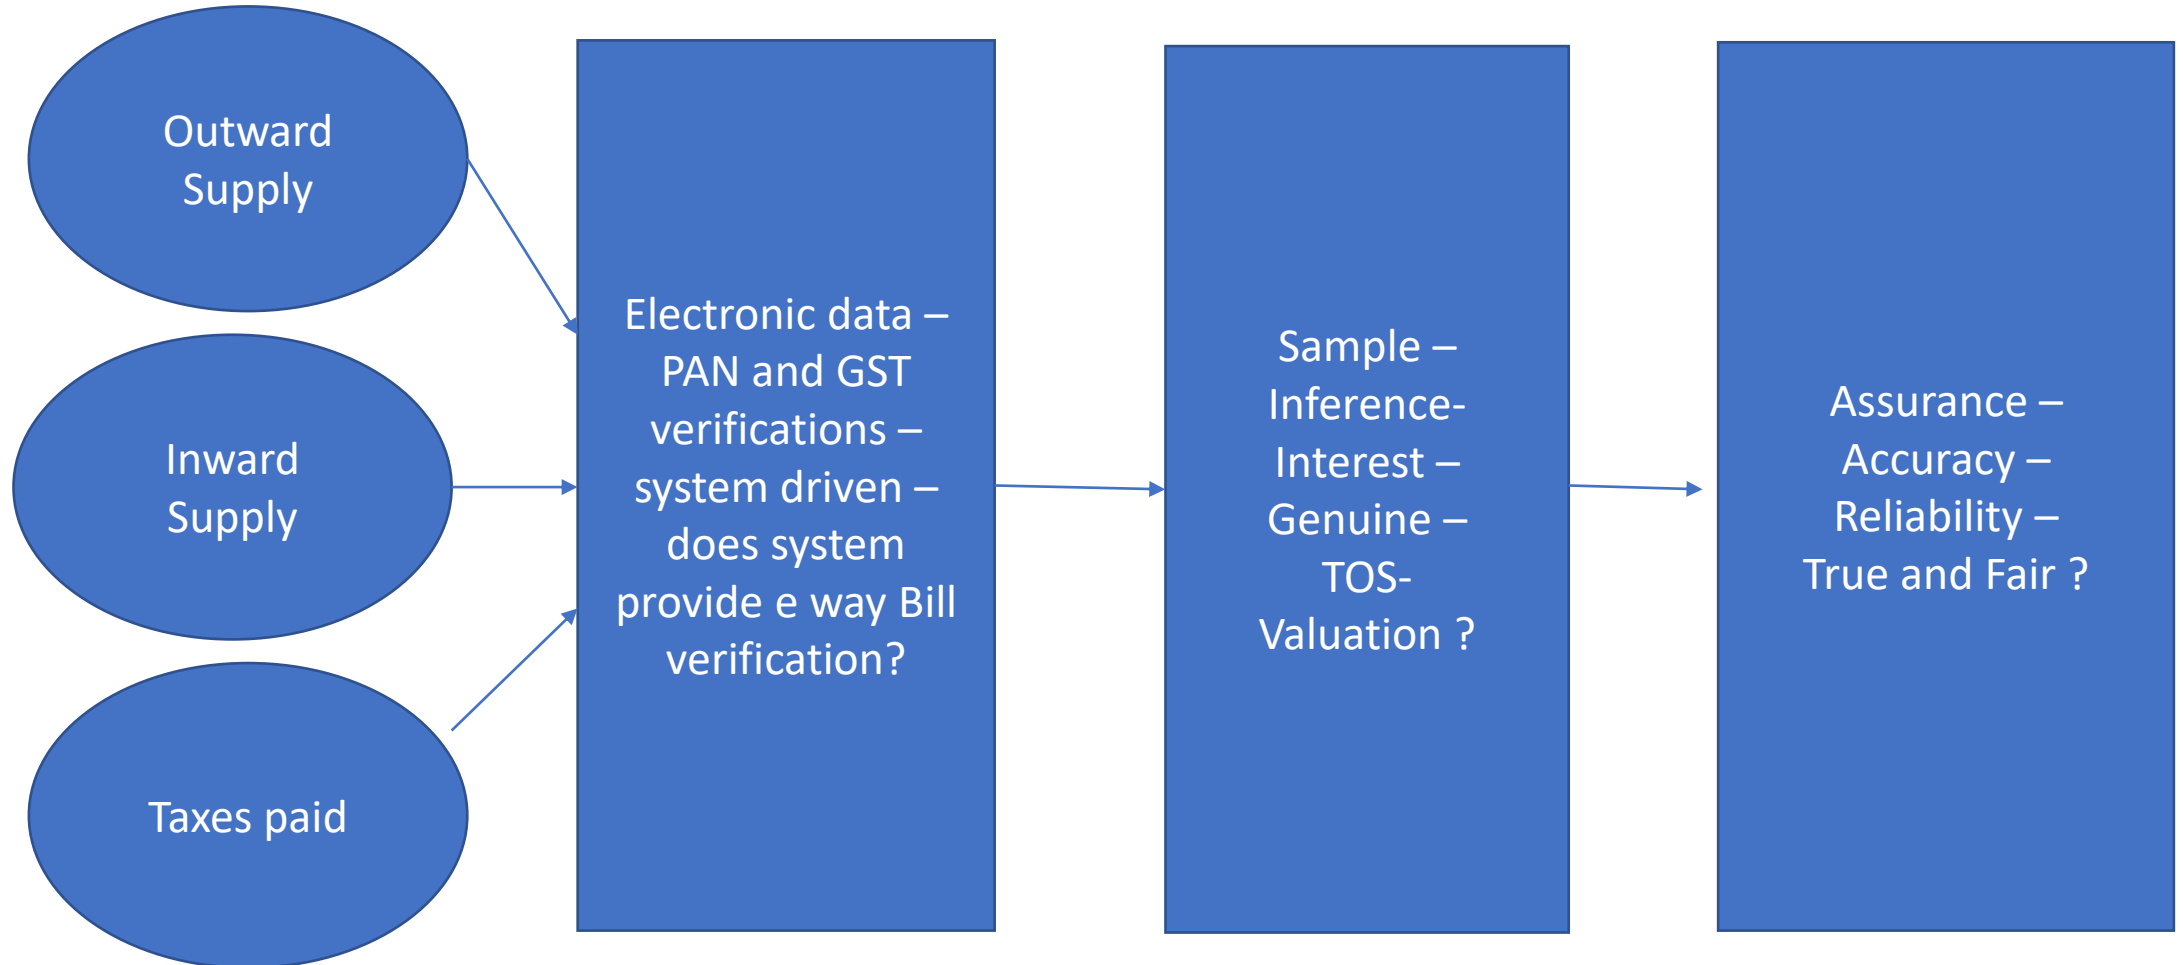 Outward
Supply
Inward
Supply
Taxes paid
Electronic data –
PAN and GST
verifications –
system driven –
does system
provide e way Bill
verification?
Sample –
Inference-
Interest –
Genuine –
TOS-
Valuation ?
Assurance –
Accuracy –
Reliability –
True and Fair ?